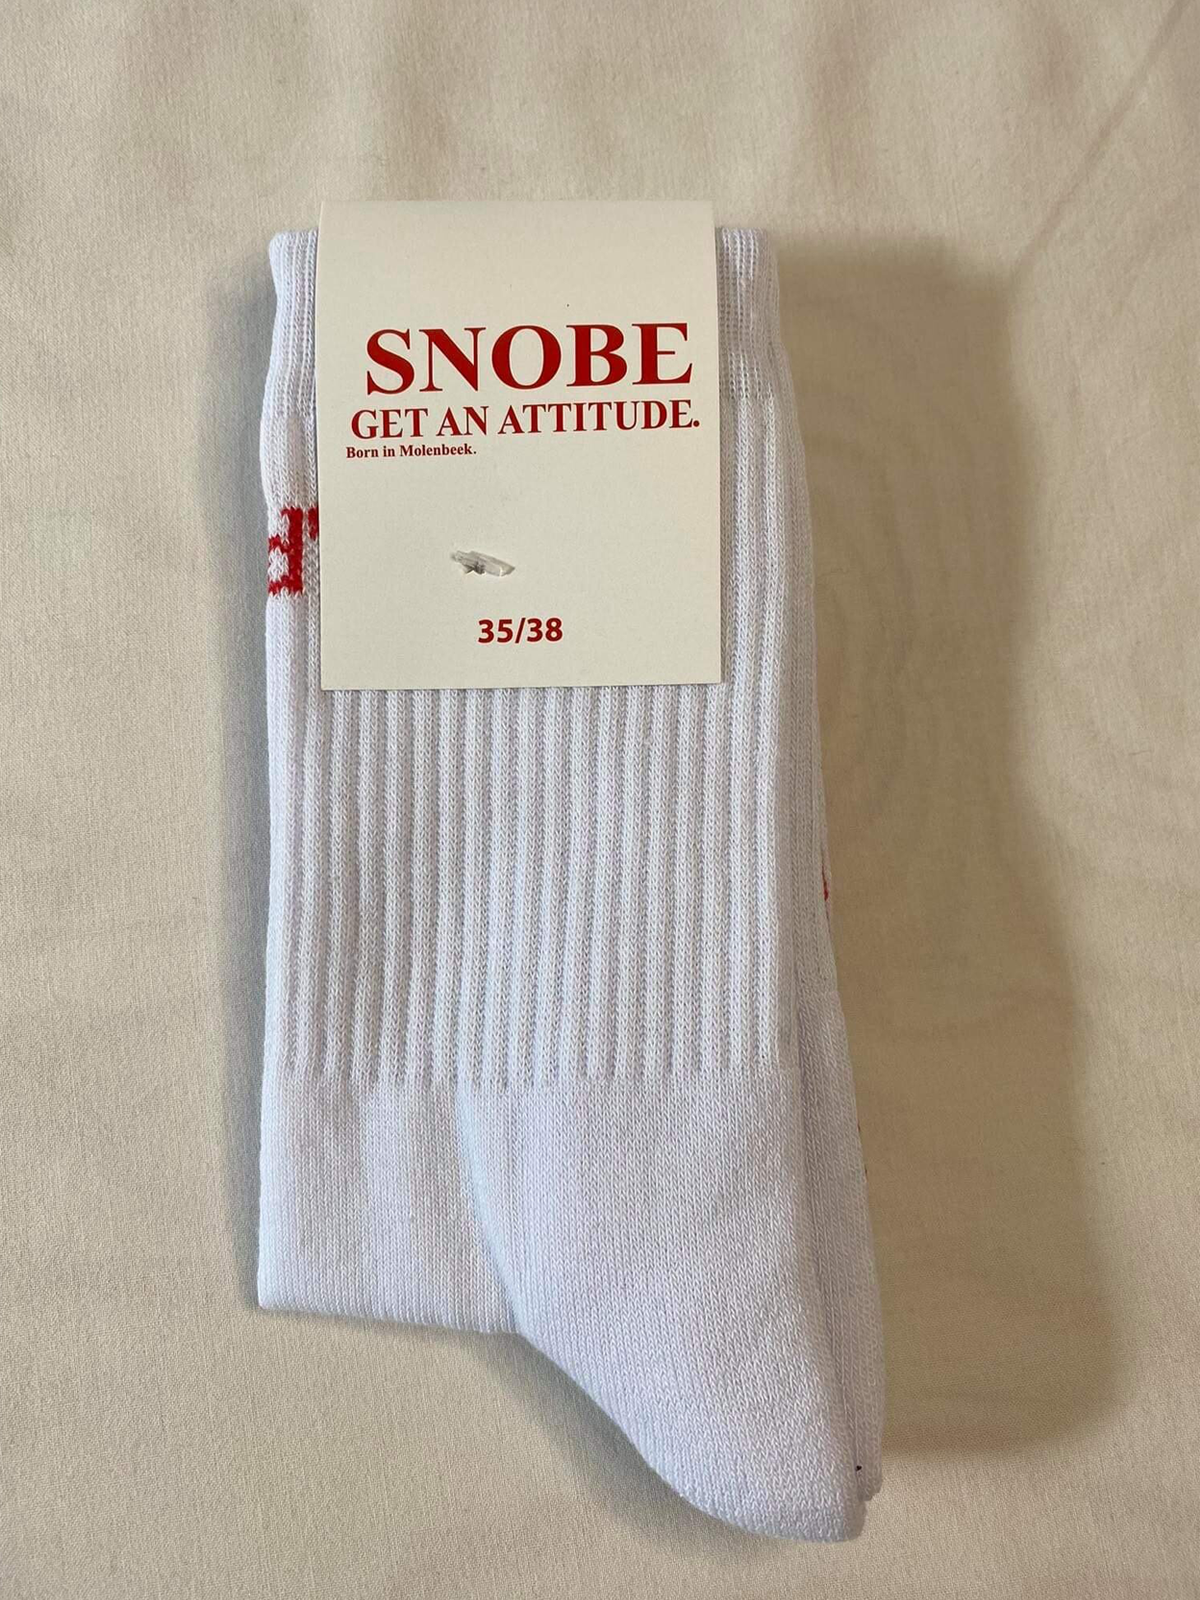 SNOBE
GET AN ATTITUDE.
Born in Molenbeek.
35/38